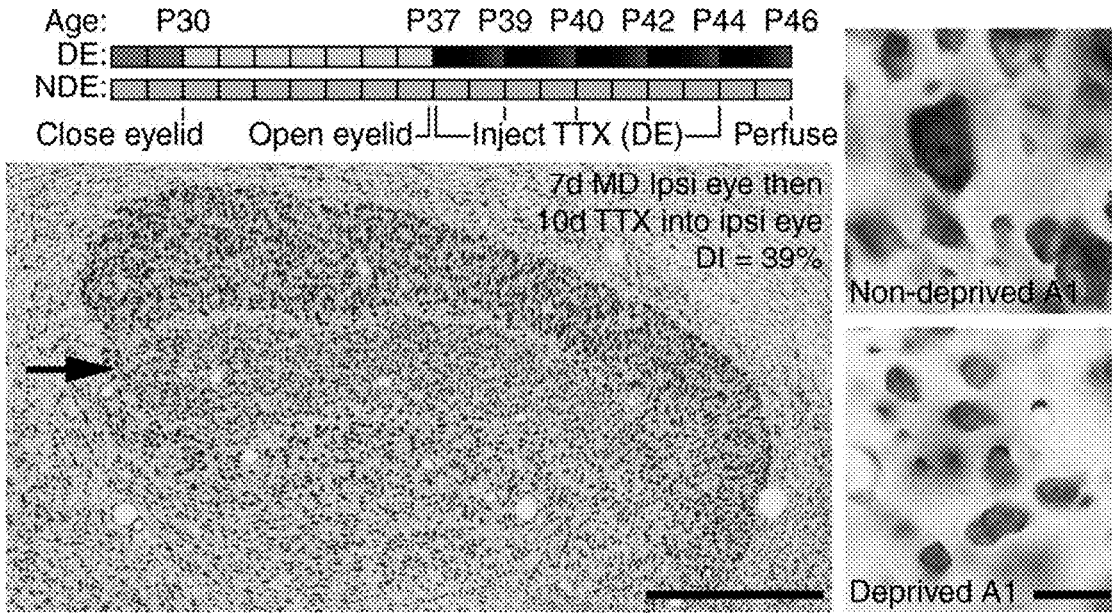 Age: P30 P37 P39 P40 P42 P44 P46
DE:
NDE:
Close eyelid Open eyelid Inject TTX (DE) Perfuse
7d MD Ipsi eye then
10d TTX into ipsi eye
DI = 39%
Non-deprived A1
Deprived A1